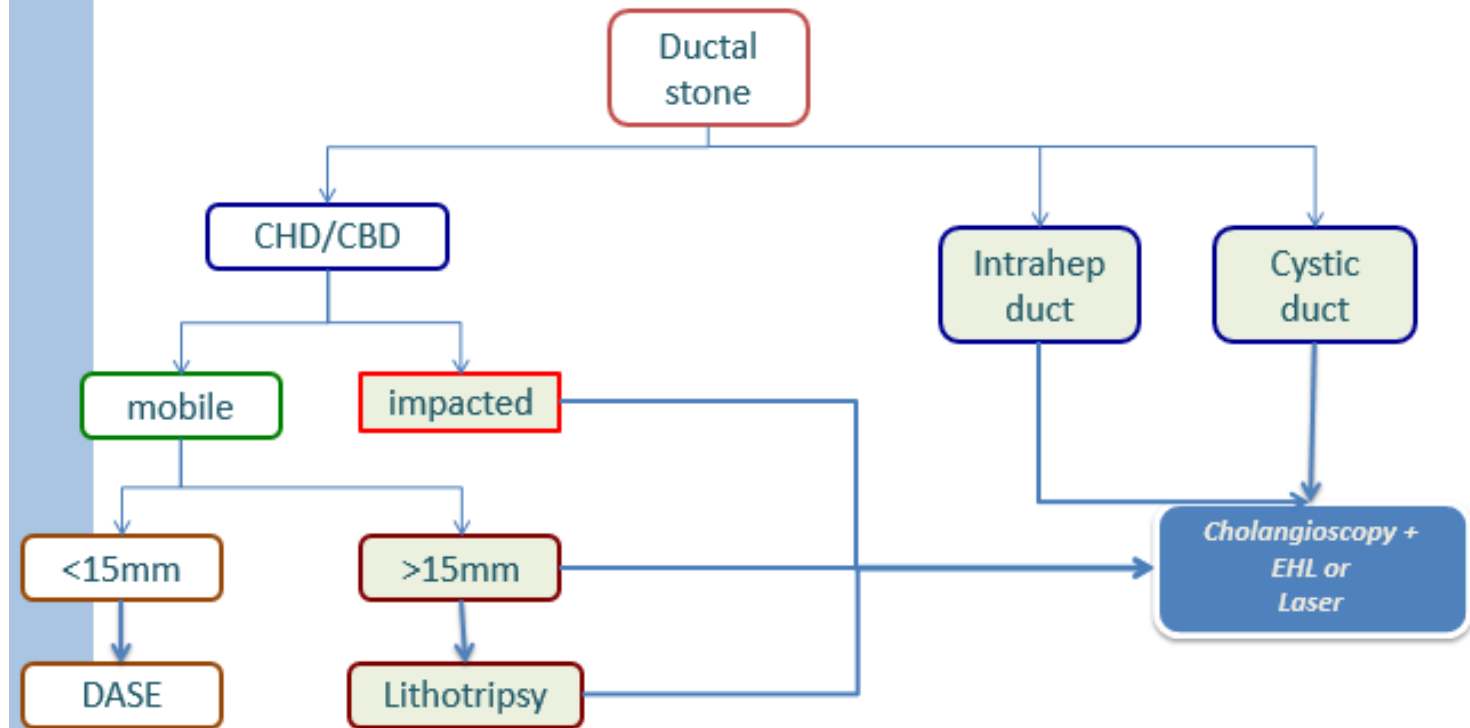 Ductal
stone
CHD/CBD
Intrahep
duct
Cystic
duct
mobile
impacted
<15mm
>15mm
Cholangioscopy +
EHL or
Laser
DASE
Lithotripsy